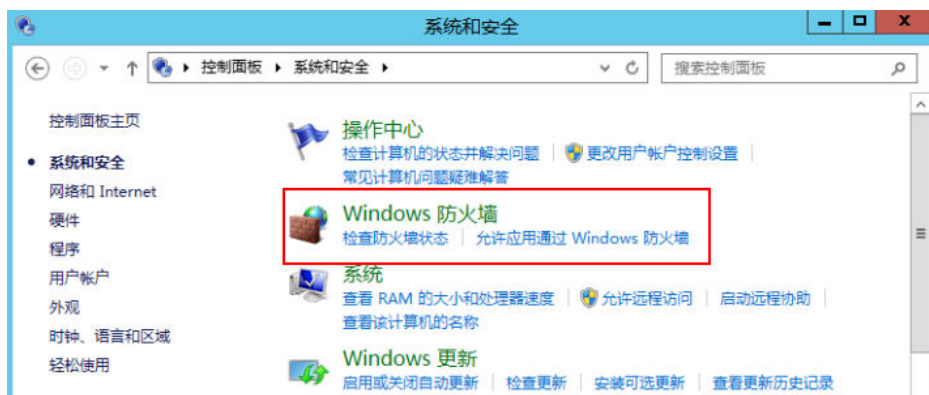 系统和安全
控制面板 系统和安全
搜索控制面板
控制面板主页
系统和安全
网络和 Internet
硬件
程序
用户帐户
外观
时钟、语言和区域
轻松使用
操作中心
检查计算机的状态并解决问题 更改用户帐户控制设置
常见计算机问题疑难解答
Windows 防火墙
检查防火墙状态 允许应用通过 Windows 防火墙
系统
查看 RAM 的大小和处理器速度 允许远程访问 启动远程协助
查看该计算机的名称
Windows 更新
启用或关闭自动更新 检查更新 安装可选更新 查看更新历史记录